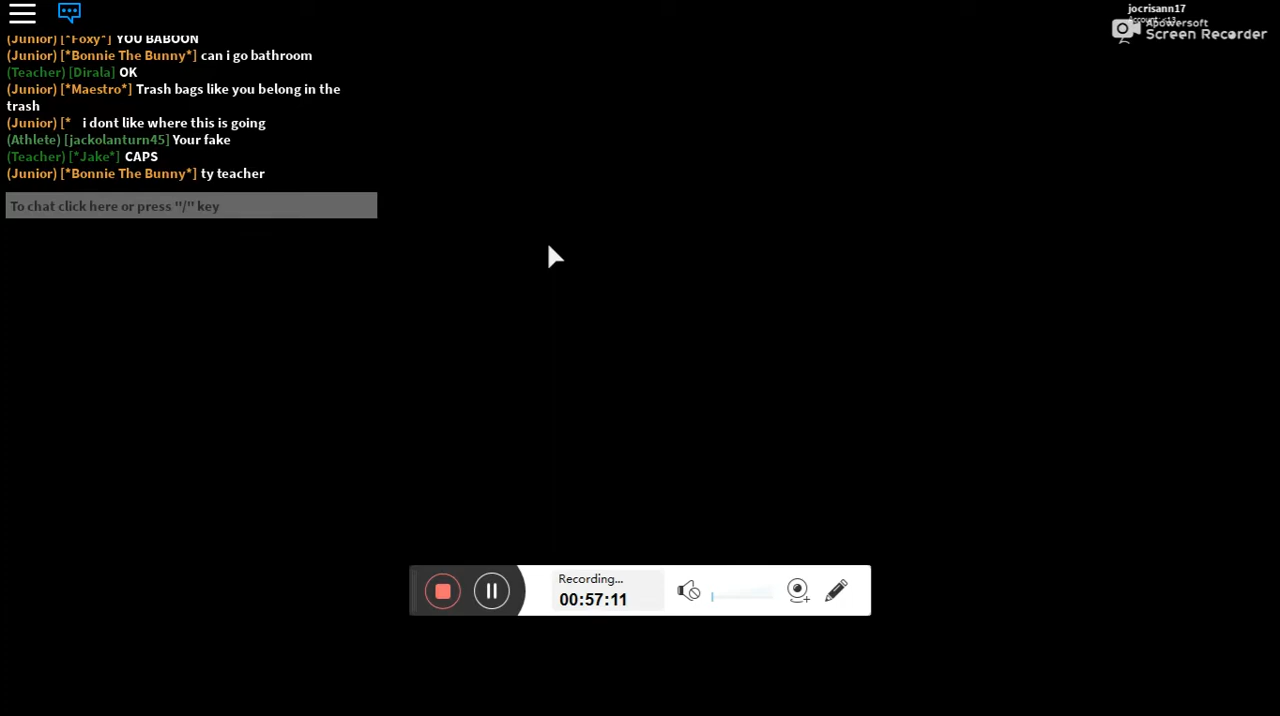 jocrisann17
Apowersoft
Screen Recorder
(Junior) [*Foxy*] YOU BABOON
(Junior) [*Bonnie The Bunny*] can i go bathroom
(Teacher) [Dirala] OK
(Junior) [*Maestro*] Trash bags like you belong in the
trash
(Junior) [* i dont like where this is going
(Athlete) [jackolanturn45] Your fake
(Teacher) [*Jake*] CAPS
(Junior) [*Bonnie The Bunny*] ty teacher
To chat click here or press "/" key
Recording...
00:57:11